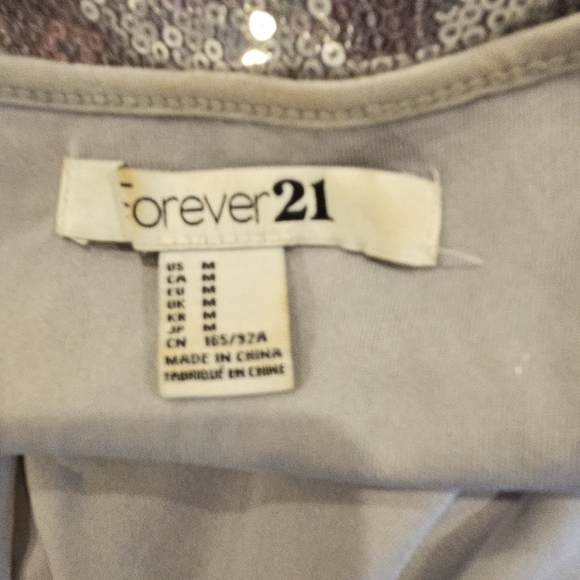 Forever21
US M
CA M
EU M
UK M
KR M
JP M
CN 165/92A
MADE IN CHINA
FABRIQUÉ EN CHINE